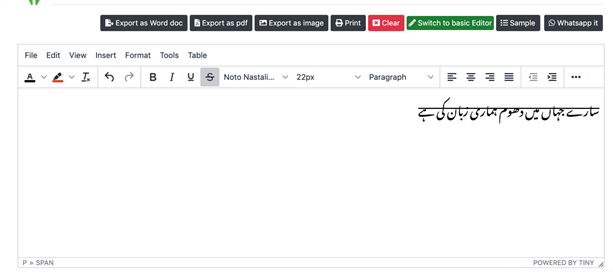 Export as Word doc Export as pdf Export as image Print Clear Switch to basic Editor Sample Whatsapp it
File Edit View Insert Format Tools Table
A B I U S Noto Nastali... 22px Paragraph
سارے جہاں میں دھوم ہماری زبان کی ہے
P » SPAN POWERED BY TINY